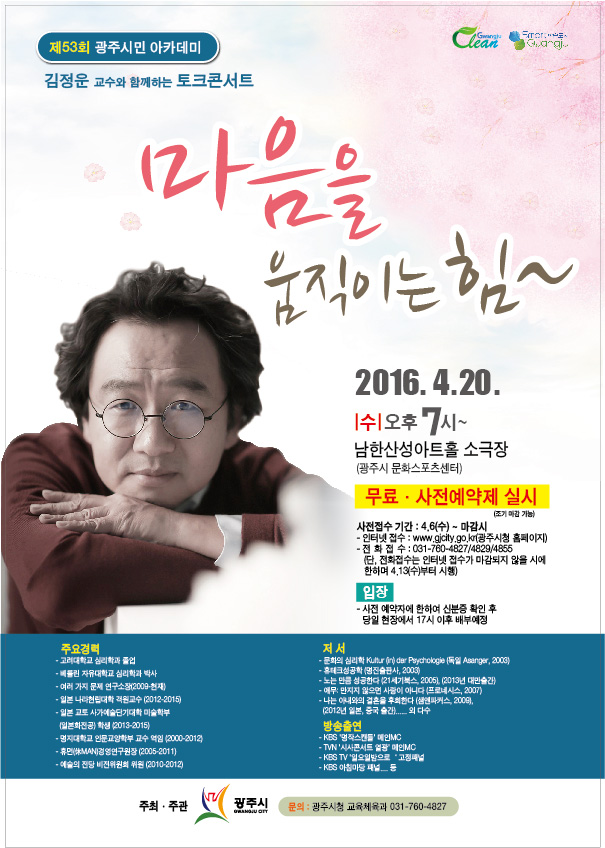 제53회 광주시민 아카데미
Gwangju
Clean
Smart
Gwangju
김정운 교수와 함께하는 토크콘서트
마음을
움직이는 힘~
2016. 4.20.
|수| 오후 7시~
남한산성아트홀 소극장
(광주시 문화스포츠센터)
무료 · 사전예약제 실시
(조기 마감 가능)
사전접수 기간 : 4.6(수) ~ 마감시
- 인터넷 접수 : www.gjcity.go.kr(광주시청 홈페이지)
- 전 화 접 수 : 031-760-4827/4829/4855
(단, 전화접수는 인터넷 접수가 마감되지 않을 시에
한하며 4.13(수)부터 시행)
입장
- 사전 예약자에 한하여 신분증 확인 후
당일 현장에서 17시 이후 배부예정
주요경력
- 고려대학교 심리학과 졸업
- 베를린 자유대학교 심리학과 박사
- 여러 가지 문제 연구소장(2009-현재)
- 일본 나라현립대학 객원교수 (2012-2015)
- 일본 교토 사가예술단기대학 미술학부
(일본화전공) 학생 (2013-2015)
- 명지대학교 인문교양학부 교수 역임 (2000-2012)
- 휴먼(休MAN)경영연구원장 (2005-2011)
- 예술의 전당 비전위원회 위원 (2010-2012)
저 서
- 문화의 심리학 Kultur (in) der Psychologie (독일 Asanger, 2003)
- 휴테크성공학 (명진출판사, 2003)
- 노는 만큼 성공한다 (21세기북스, 2005), (2013년 대만출간)
- 애무: 만지지 않으면 사랑이 아니다 (프로네시스, 2007)
- 나는 아내와의 결혼을 후회한다 (쌤앤파커스, 2009),
(2012년 일본, 중국 출간)...... 외 다수
방송출연
- KBS '명작스캔들' 메인MC
- TVN '시사콘서트 열광' 메인MC
- KBS TV '일요일밤으로 ' 고정패널
- KBS 아침마당 패널.... 등
주최 · 주관
광주시
GWANGJU CITY
문의 : 광주시청 교육체육과 031-760-4827